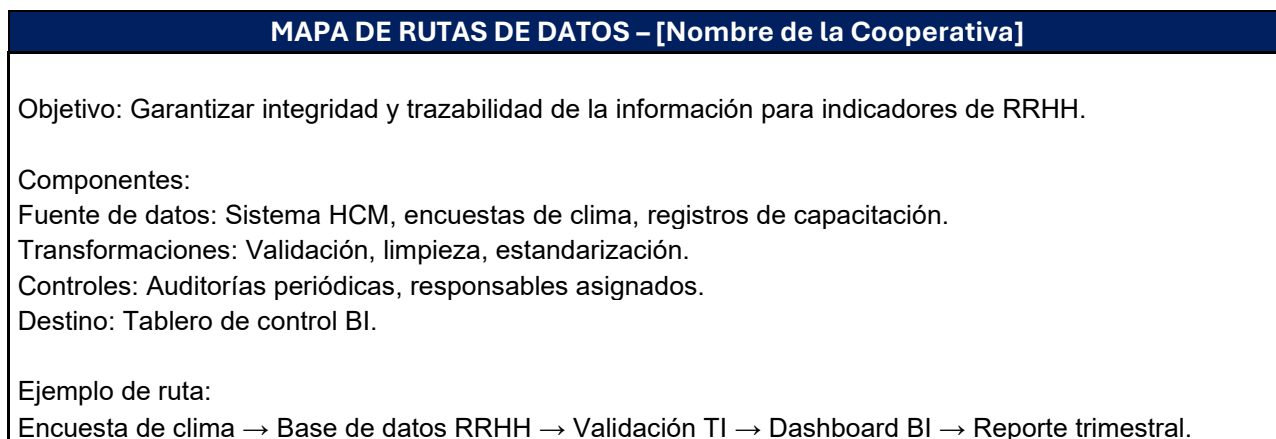 MAPA DE RUTAS DE DATOS – [Nombre de la Cooperativa]
Objetivo: Garantizar integridad y trazabilidad de la información para indicadores de RRHH.
Componentes:
Fuente de datos: Sistema HCM, encuestas de clima, registros de capacitación.
Transformaciones: Validación, limpieza, estandarización.
Controles: Auditorías periódicas, responsables asignados.
Destino: Tablero de control BI.
Ejemplo de ruta:
Encuesta de clima → Base de datos RRHH → Validación TI → Dashboard BI → Reporte trimestral.